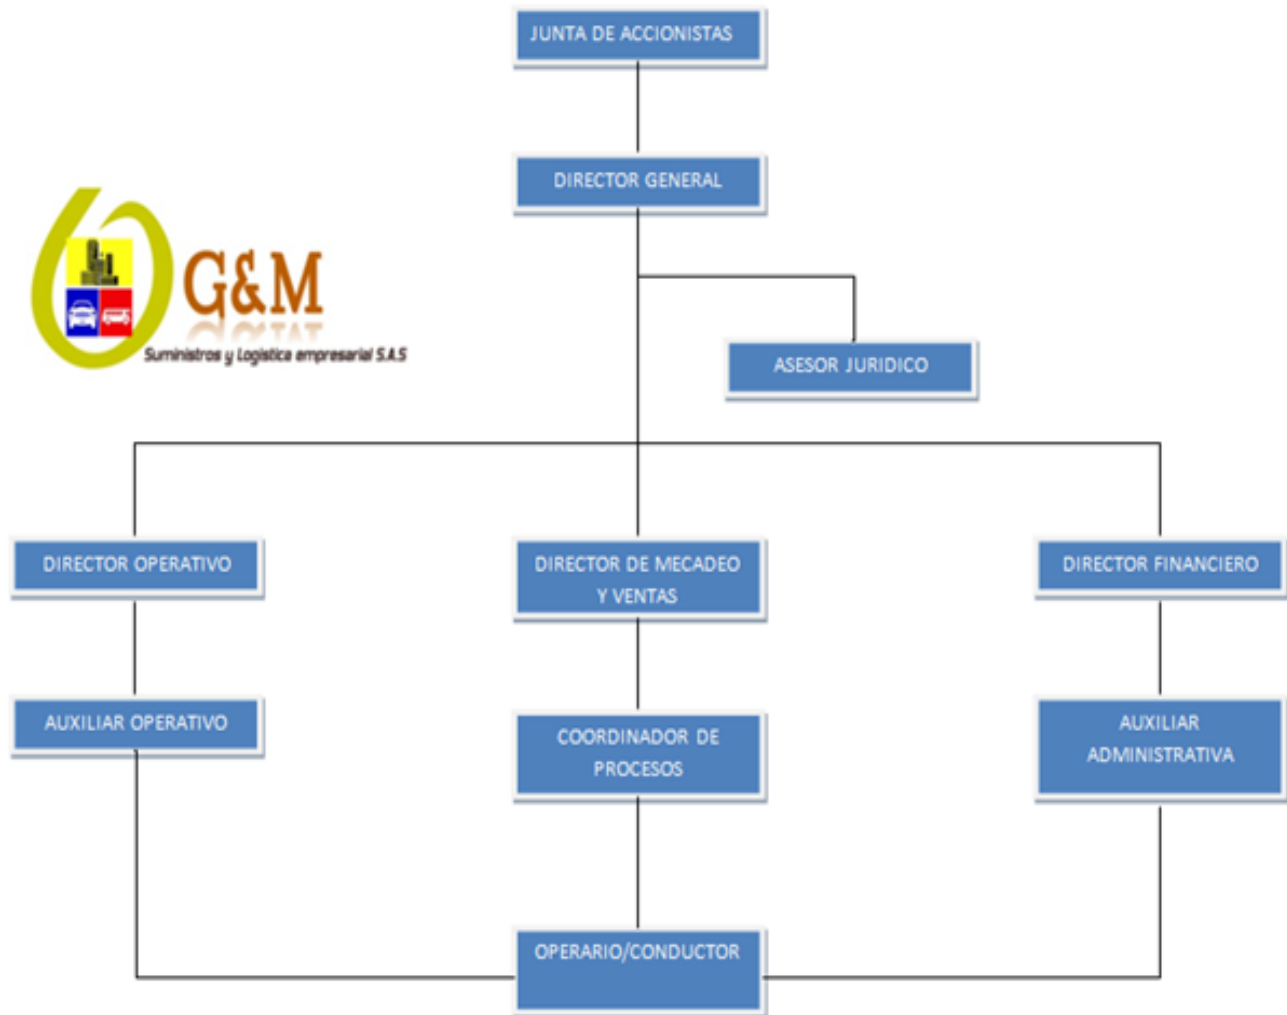 JUNTA DE ACCIONISTAS
DIRECTOR GENERAL
G&M
Suministros y Logística empresarial S.A.S
ASESOR JURIDICO
DIRECTOR OPERATIVO
DIRECTOR DE MECADEO
Y VENTAS
DIRECTOR FINANCIERO
AUXILIAR OPERATIVO
COORDINADOR DE
PROCESOS
AUXILIAR
ADMINISTRATIVA
OPERARIO/CONDUCTOR